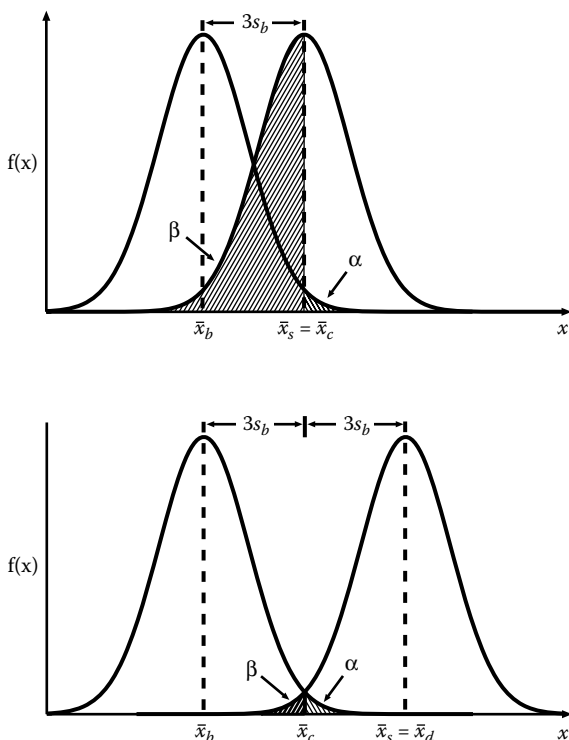 3s_b
f(x)
β
α
x̄_b
x̄_s = x̄_c
x
3s_b 3s_b
f(x)
β
α
x̄_b
x̄_c
x̄_s = x̄_d
x